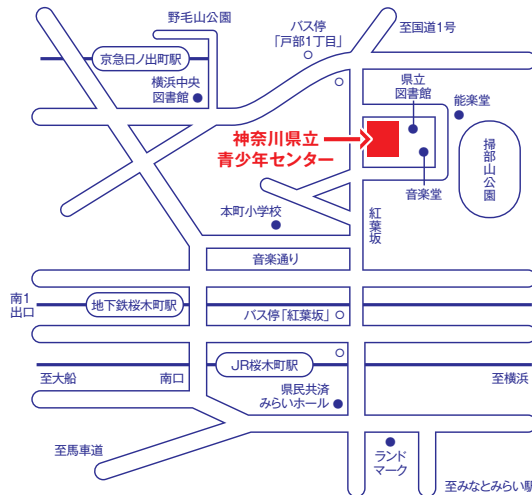 野毛山公園
バス停
「戸部1丁目」
至国道1号
京急日ノ出町駅
横浜中央
図書館
県立
図書館
能楽堂
神奈川県立
青少年センター
掃部山公園
音楽堂
本町小学校
紅葉坂
音楽通り
南1
出口
地下鉄桜木町駅
バス停「紅葉坂」
JR桜木町駅
至大船
南口
至横浜
県民共済
みらいホール
至馬車道
ランド
マーク
至みなとみらい駅